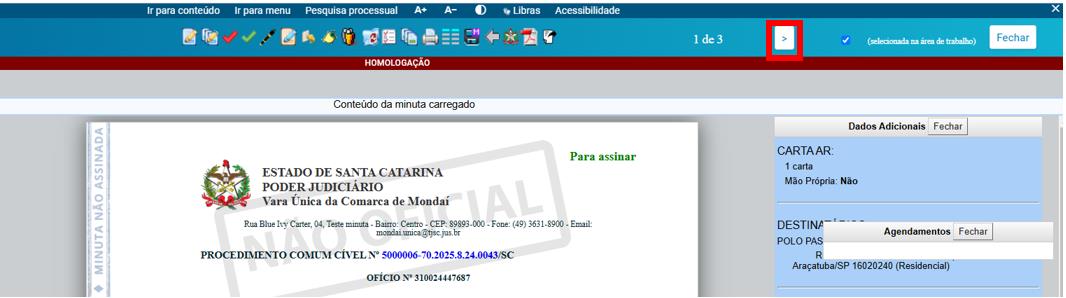 Ir para conteúdo Ir para menu Pesquisa processual A+ A− Libras Acessibilidade ✕
1 de 3 > (selecionada na área de trabalho) Fechar
HOMOLOGAÇÃO
Conteúdo da minuta carregado
MINUTA NÃO ASSINADA
NÃO OFICIAL
Para assinar
ESTADO DE SANTA CATARINA
PODER JUDICIÁRIO
Vara Única da Comarca de Mondaí
Rua Blue Ivy Carter, 04, Teste minuta - Bairro: Centro - CEP: 89893-000 - Fone: (49) 3631-8900 - Email:
mondai.unica@tjsc.jus.br
PROCEDIMENTO COMUM CÍVEL Nº 5000006-70.2025.8.24.0043/SC
OFÍCIO Nº 310024447687
Dados Adicionais Fechar
CARTA AR:
1 carta
Mão Própria: Não
DESTINAT
Agendamentos Fechar
POLO PAS
R
Araçatuba/SP 16020240 (Residencial)